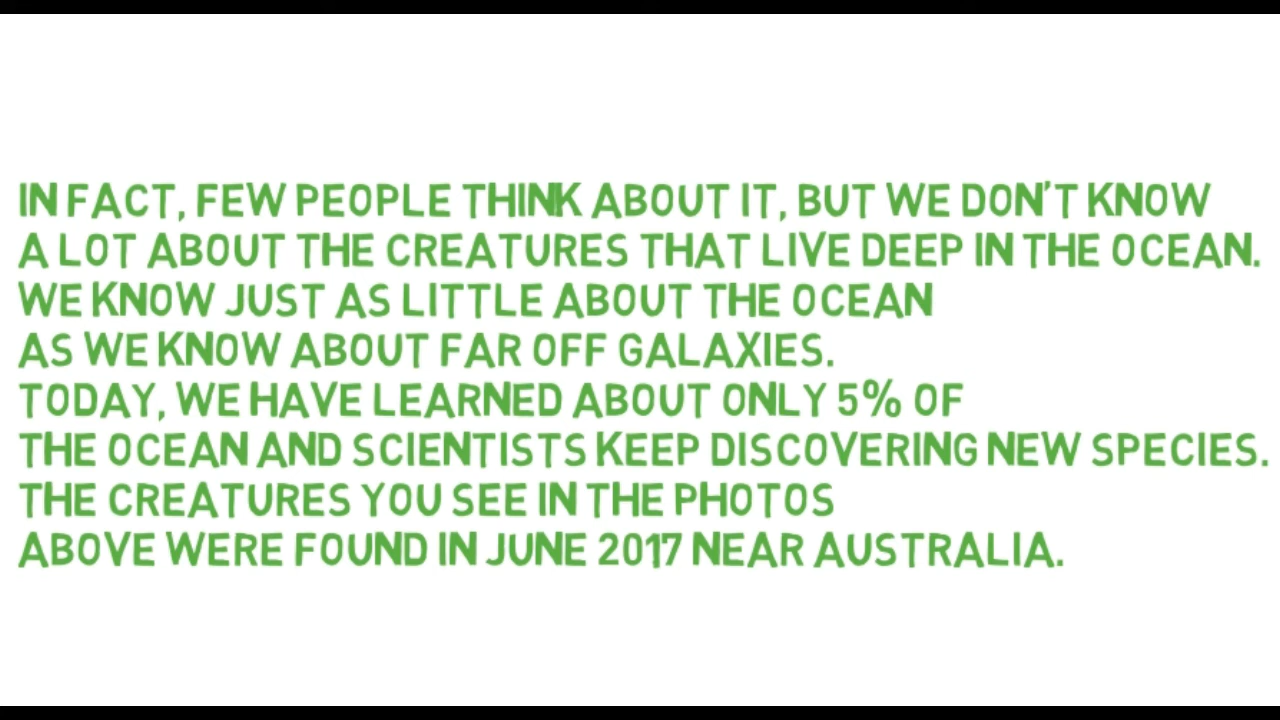 IN FACT, FEW PEOPLE THINK ABOUT IT, BUT WE DON'T KNOW
A LOT ABOUT THE CREATURES THAT LIVE DEEP IN THE OCEAN.
WE KNOW JUST AS LITTLE ABOUT THE OCEAN
AS WE KNOW ABOUT FAR OFF GALAXIES.
TODAY, WE HAVE LEARNED ABOUT ONLY 5% OF
THE OCEAN AND SCIENTISTS KEEP DISCOVERING NEW SPECIES.
THE CREATURES YOU SEE IN THE PHOTOS
ABOVE WERE FOUND IN JUNE 2017 NEAR AUSTRALIA.